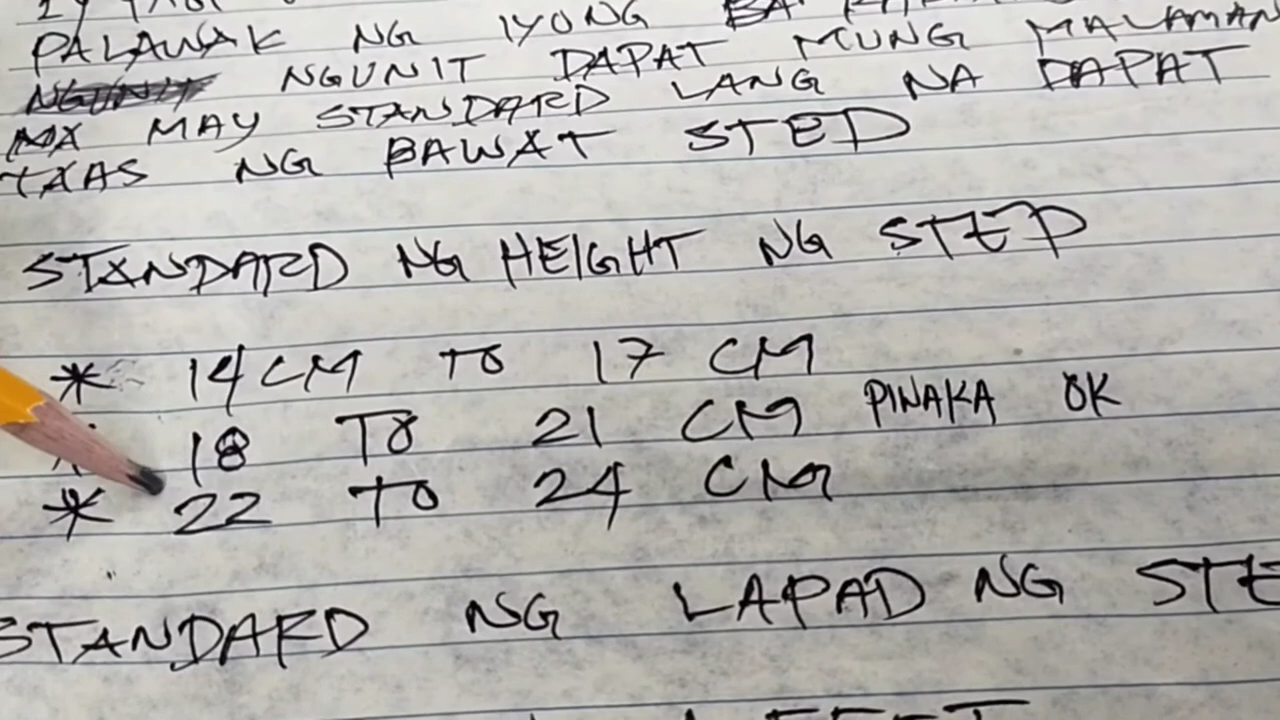 PALAWAK NG IYONG
NGUNIT NGUNIT DAPAT MUNG MALAMAN
MAY STANDARD LANG NA DAPAT
TAAS NG BAWAT STED
STANDARD NG HEIGHT NG STEP
* 14 CM TO 17 CM
* 18 TO 21 CM PINAKA OK
* 22 TO 24 CM
STANDARD NG LAPAD NG STE